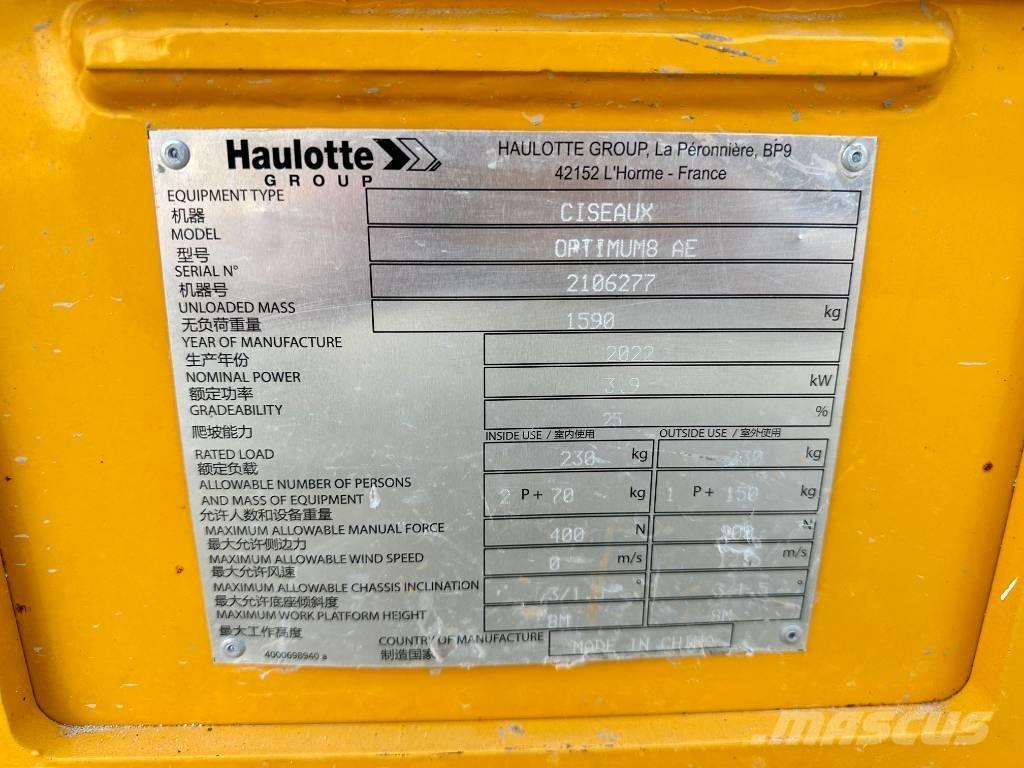 Haulotte
GROUP
HAULOTTE GROUP, La Péronnière, BP9
42152 L'Horme - France
EQUIPMENT TYPE
机器
CISEAUX
MODEL
型号
OPTIMUM8 AE
SERIAL N°
机器号
2106277
UNLOADED MASS
无负荷重量
1590 kg
YEAR OF MANUFACTURE
生产年份
2022
NOMINAL POWER
额定功率
3.9 kW
GRADEABILITY
爬坡能力
25 %
INSIDE USE / 室内使用
OUTSIDE USE / 室外使用
RATED LOAD
额定负载
230 kg
230 kg
ALLOWABLE NUMBER OF PERSONS
AND MASS OF EQUIPMENT
允许人数和设备重量
2 P + 70 kg
1 P + 150 kg
MAXIMUM ALLOWABLE MANUAL FORCE
最大允许侧边力
400 N
N
MAXIMUM ALLOWABLE WIND SPEED
最大允许风速
0 m/s
m/s
MAXIMUM ALLOWABLE CHASSIS INCLINATION
最大允许底座倾斜度
°
°
MAXIMUM WORK PLATFORM HEIGHT
最大工作高度
8M
8M
COUNTRY OF MANUFACTURE
制造国家
MADE IN CHINA
4000698940 a
MASCUS